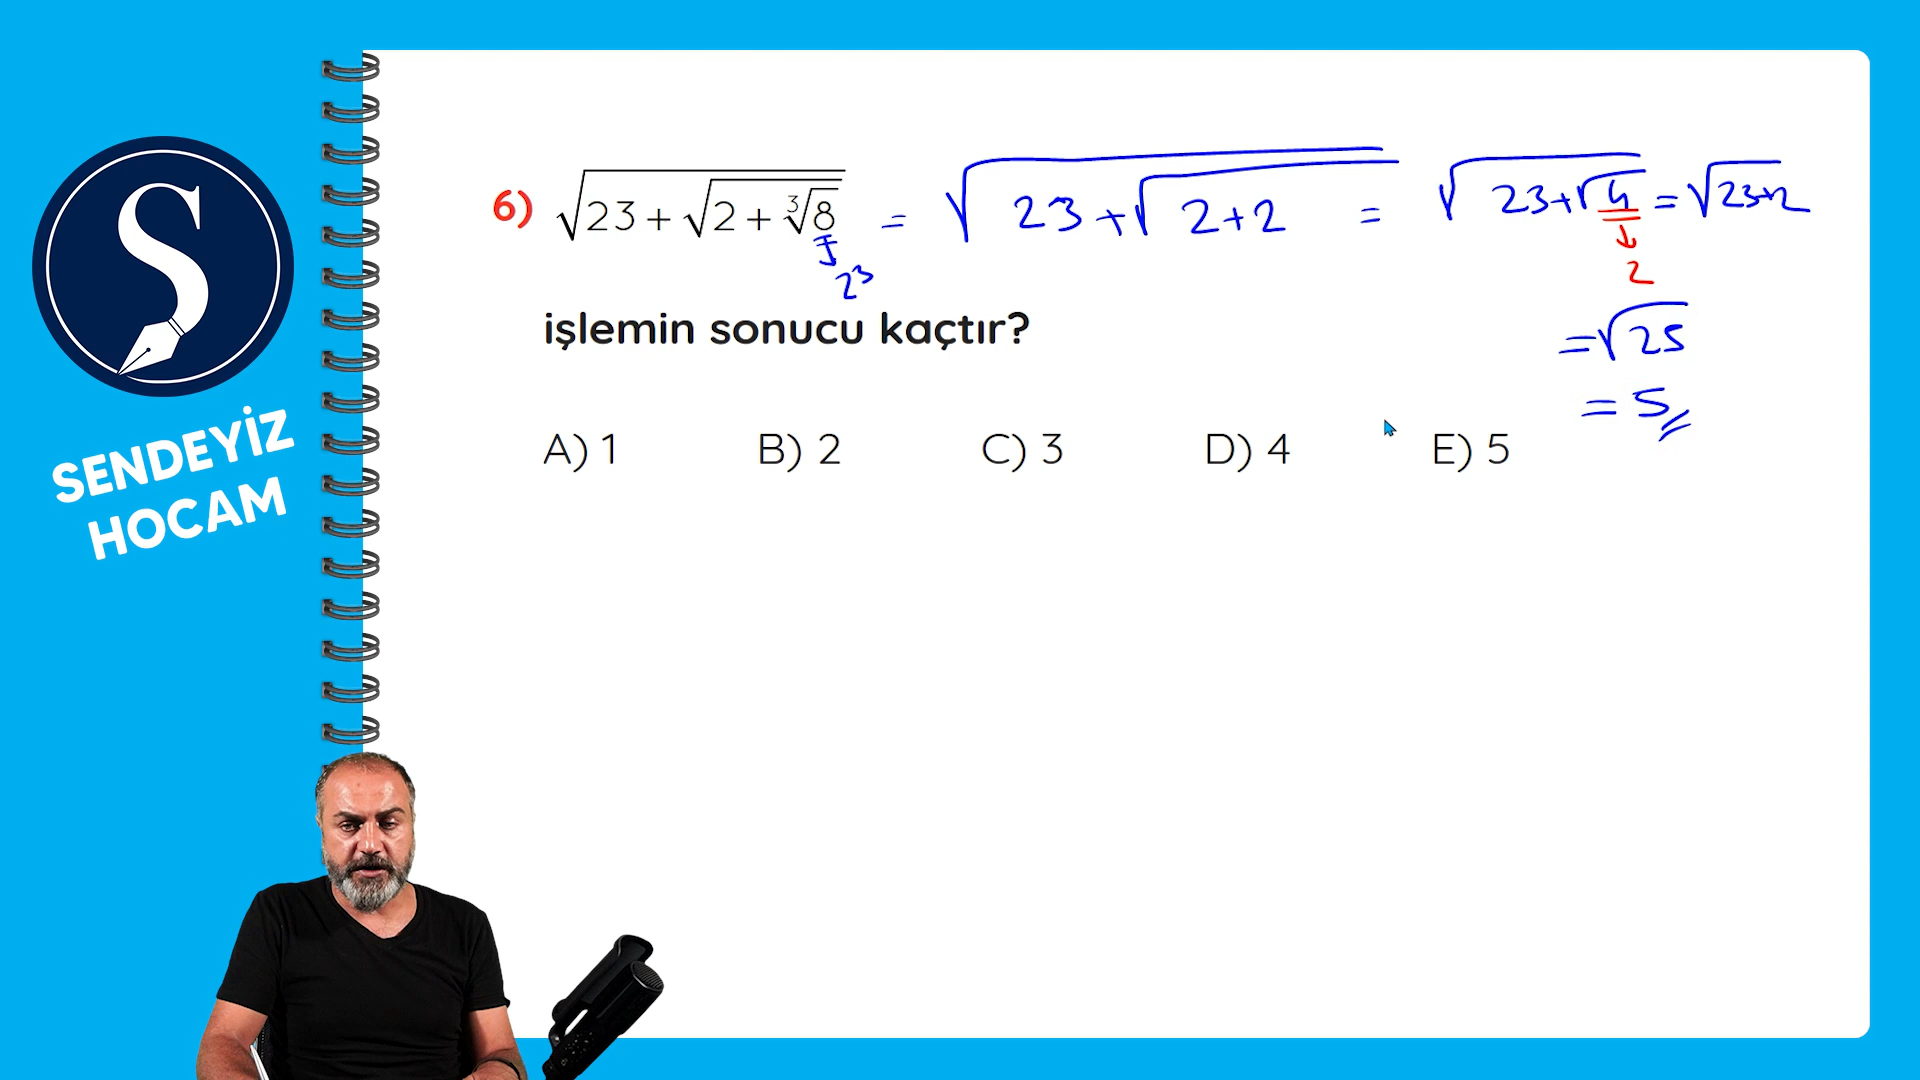 SENDEYİZ
HOCAM
6) √(23 + √(2 + ∛8)) = √(23 + √(2+2)) = √(23+√4) = √(23+2)
2³
2
işlemin sonucu kaçtır?
= √25
= 5
A) 1 B) 2 C) 3 D) 4 E) 5